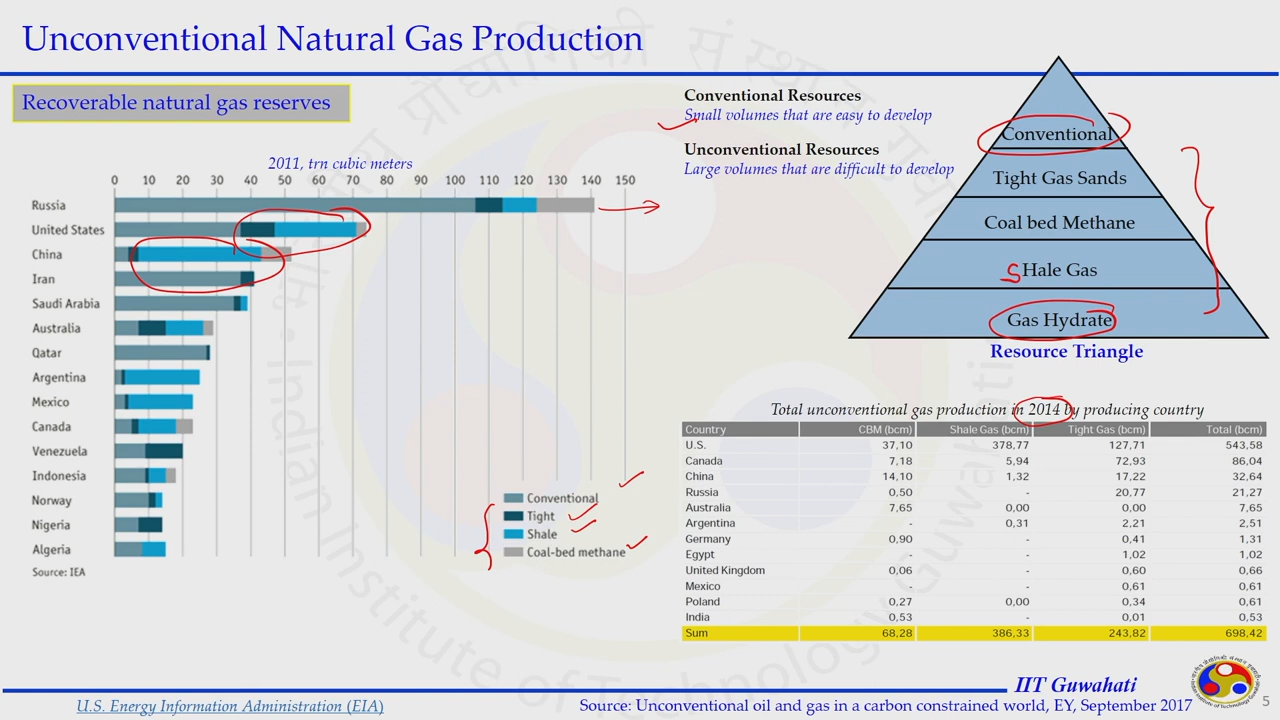 Unconventional Natural Gas Production
Recoverable natural gas reserves
2011, trn cubic meters
0 10 20 30 40 50 60 70 80 90 100 110 120 130 140 150
Russia
United States
China
Iran
Saudi Arabia
Australia
Qatar
Argentina
Mexico
Canada
Venezuela
Indonesia
Norway
Nigeria
Algeria
Conventional
Tight
Shale
Coal-bed methane
Source: IEA
Conventional Resources
Small volumes that are easy to develop
Unconventional Resources
Large volumes that are difficult to develop
Conventional
Tight Gas Sands
Coal bed Methane
SHale Gas
Gas Hydrate
Resource Triangle
Total unconventional gas production in 2014 by producing country
Country CBM (bcm) Shale Gas (bcm) Tight Gas (bcm) Total (bcm)
U.S. 37,10 378,77 127,71 543,58
Canada 7,18 5,94 72,93 86,04
China 14,10 1,32 17,22 32,64
Russia 0,50 - 20,77 21,27
Australia 7,65 0,00 0,00 7,65
Argentina - 0,31 2,21 2,51
Germany 0,90 - 0,41 1,31
Egypt - - 1,02 1,02
United Kingdom 0,06 - 0,60 0,66
Mexico - - 0,61 0,61
Poland 0,27 0,00 0,34 0,61
India 0,53 - 0,01 0,53
Sum 68,28 386,33 243,82 698,42
IIT Guwahati
U.S. Energy Information Administration (EIA)
Source: Unconventional oil and gas in a carbon constrained world, EY, September 2017
5
Indian Institute of Technology Guwahati